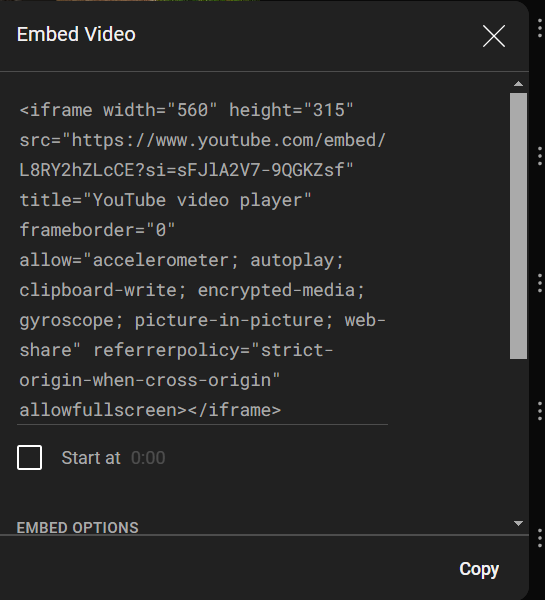 Embed Video
<iframe width="560" height="315"
src="https://www.youtube.com/embed/
L8RY2hZLcCE?si=sFJlA2V7-9QGKZsf"
title="YouTube video player"
frameborder="0"
allow="accelerometer; autoplay;
clipboard-write; encrypted-media;
gyroscope; picture-in-picture; web-
share" referrerpolicy="strict-
origin-when-cross-origin"
allowfullscreen></iframe>
Start at 0:00
EMBED OPTIONS
Copy